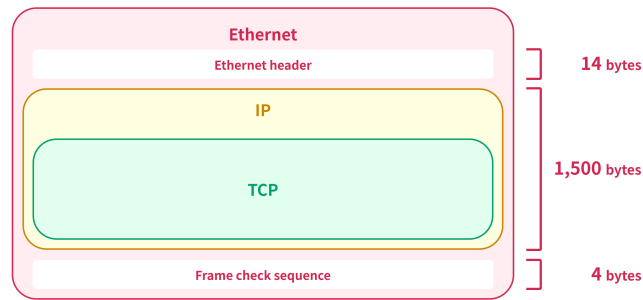 Ethernet
Ethernet header
14 bytes
IP
TCP
1,500 bytes
Frame check sequence
4 bytes